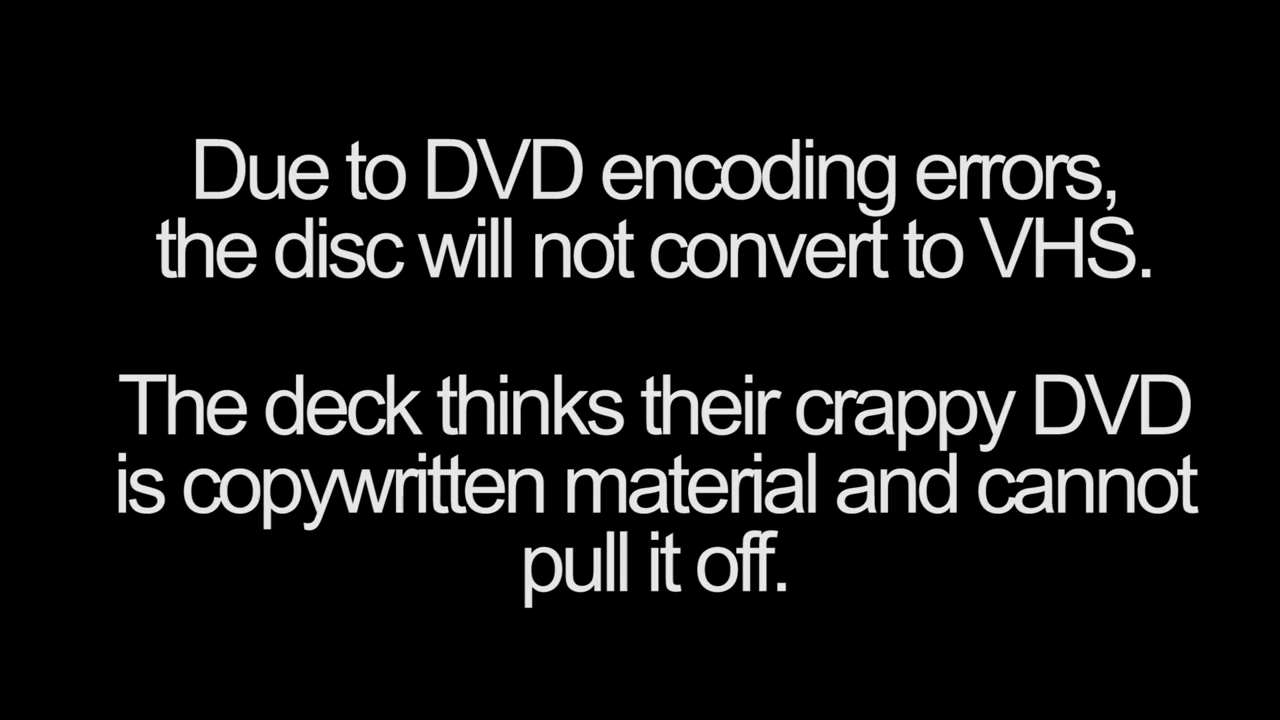 Due to DVD encoding errors,
the disc will not convert to VHS.
The deck thinks their crappy DVD
is copywritten material and cannot
pull it off.